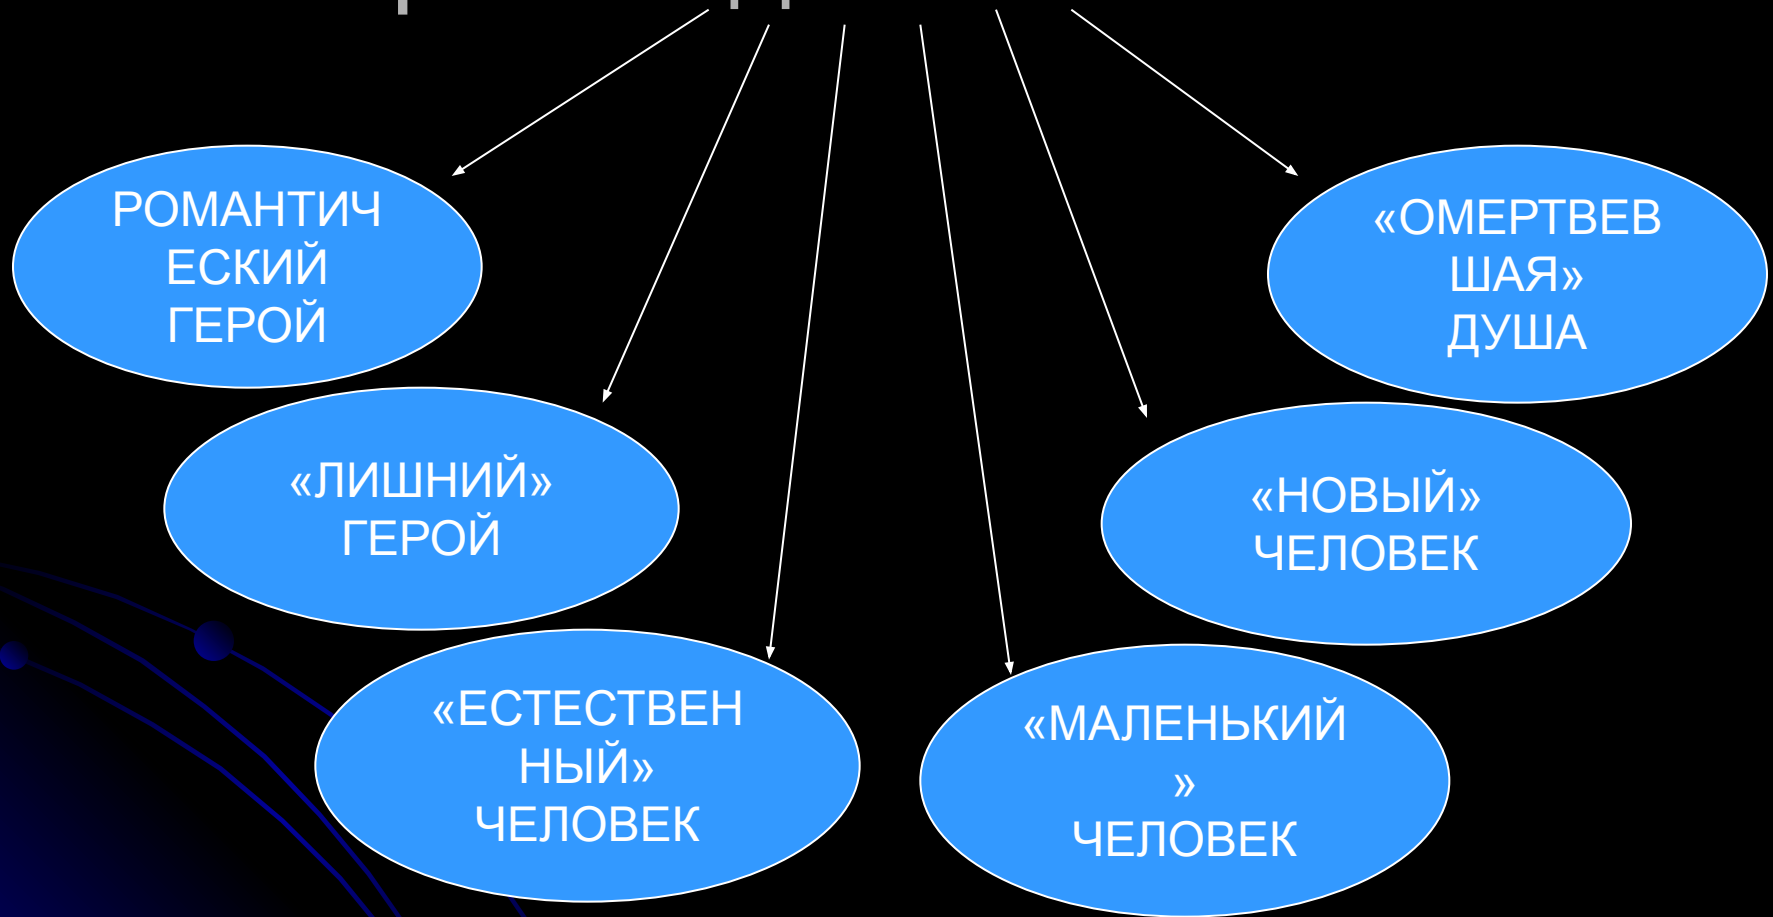 РОМАНТИЧ
ЕСКИЙ
ГЕРОЙ
«ОМЕРТВЕВ
ШАЯ»
ДУША
«ЛИШНИЙ»
ГЕРОЙ
«НОВЫЙ»
ЧЕЛОВЕК
«ЕСТЕСТВЕН
НЫЙ»
ЧЕЛОВЕК
«МАЛЕНЬКИЙ
»
ЧЕЛОВЕК